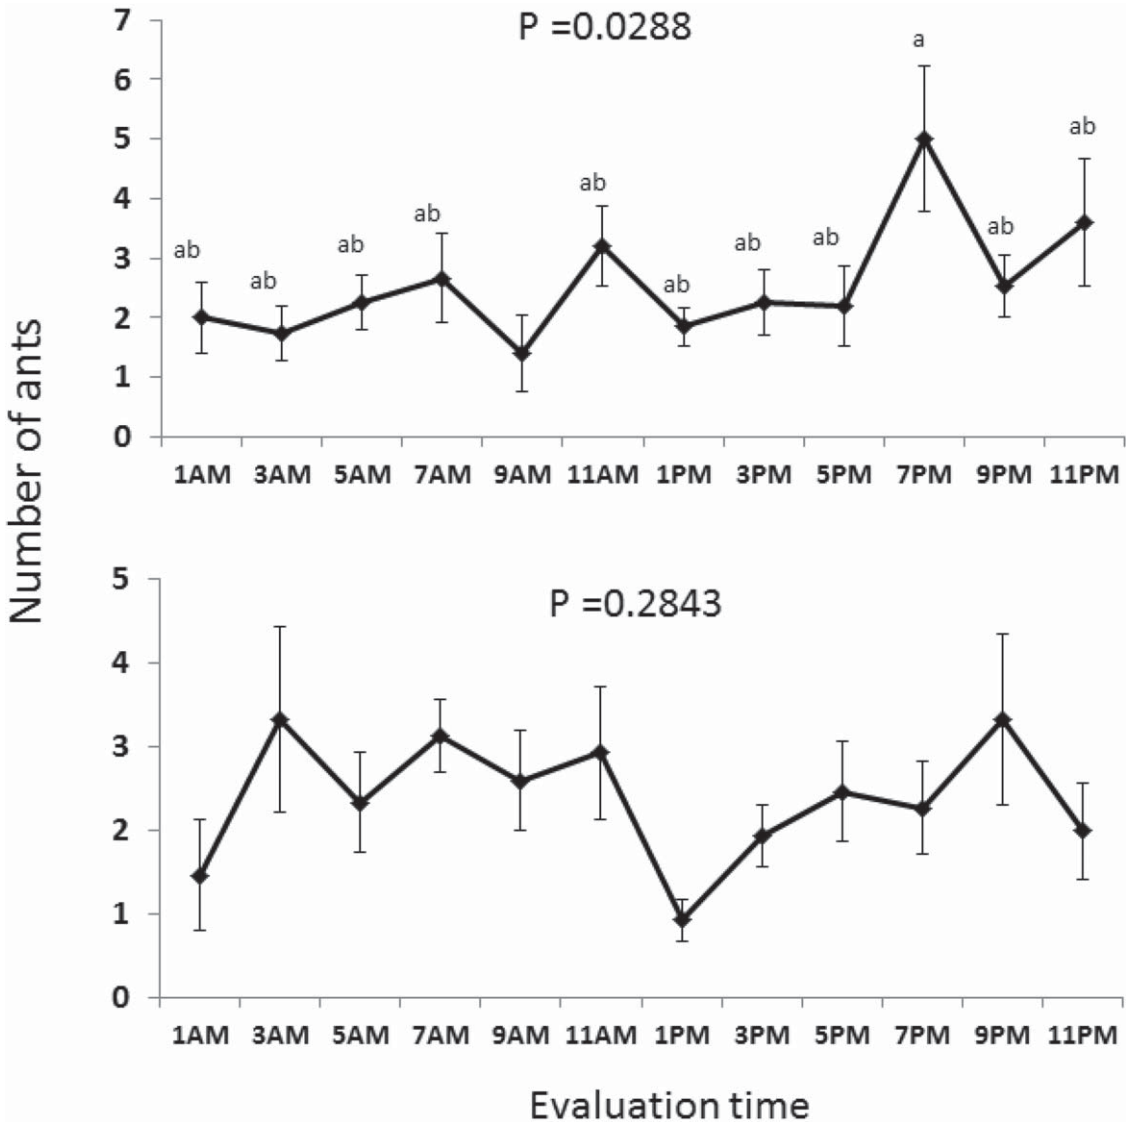 P =0.0288
7
6
5
4
3
2
1
0
a
ab
ab
ab
ab
ab
ab
ab
ab
ab
ab
1AM 3AM 5AM 7AM 9AM 11AM 1PM 3PM 5PM 7PM 9PM 11PM
Number of ants
P =0.2843
5
4
3
2
1
0
1AM 3AM 5AM 7AM 9AM 11AM 1PM 3PM 5PM 7PM 9PM 11PM
Evaluation time